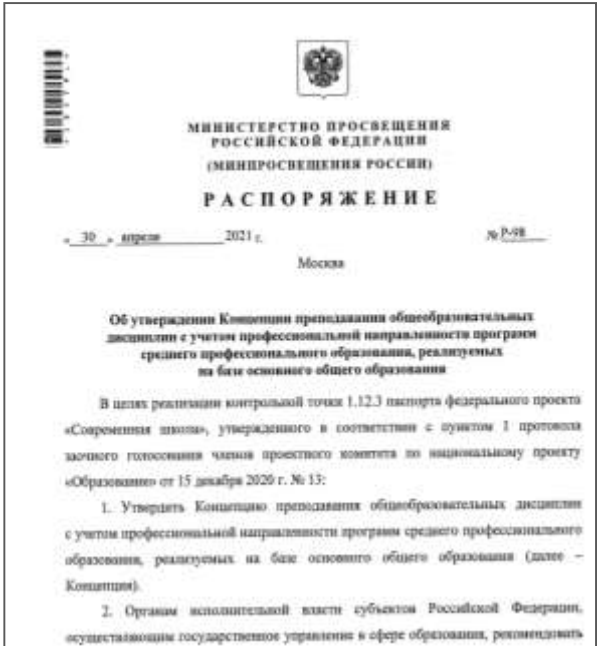 МИНИСТЕРСТВО ПРОСВЕЩЕНИЯ
РОССИЙСКОЙ ФЕДЕРАЦИИ
(МИНПРОСВЕЩЕНИЯ РОССИИ)
РАСПОРЯЖЕНИЕ
« 30 » апреля 2021 г. № Р-98
Москва
Об утверждении Концепции преподавания общеобразовательных
дисциплин с учетом профессиональной направленности программ
среднего профессионального образования, реализуемых
на базе основного общего образования
В целях реализации контрольной точки 1.12.3 паспорта федерального проекта
«Современная школа», утвержденного в соответствии с пунктом 1 протокола
заочного голосования членов проектного комитета по национальному проекту
«Образование» от 15 декабря 2020 г. № 13:
1. Утвердить Концепцию преподавания общеобразовательных дисциплин
с учетом профессиональной направленности программ среднего профессионального
образования, реализуемых на базе основного общего образования (далее –
Концепция).
2. Органам исполнительной власти субъектов Российской Федерации,
осуществляющим государственное управление в сфере образования, рекомендовать